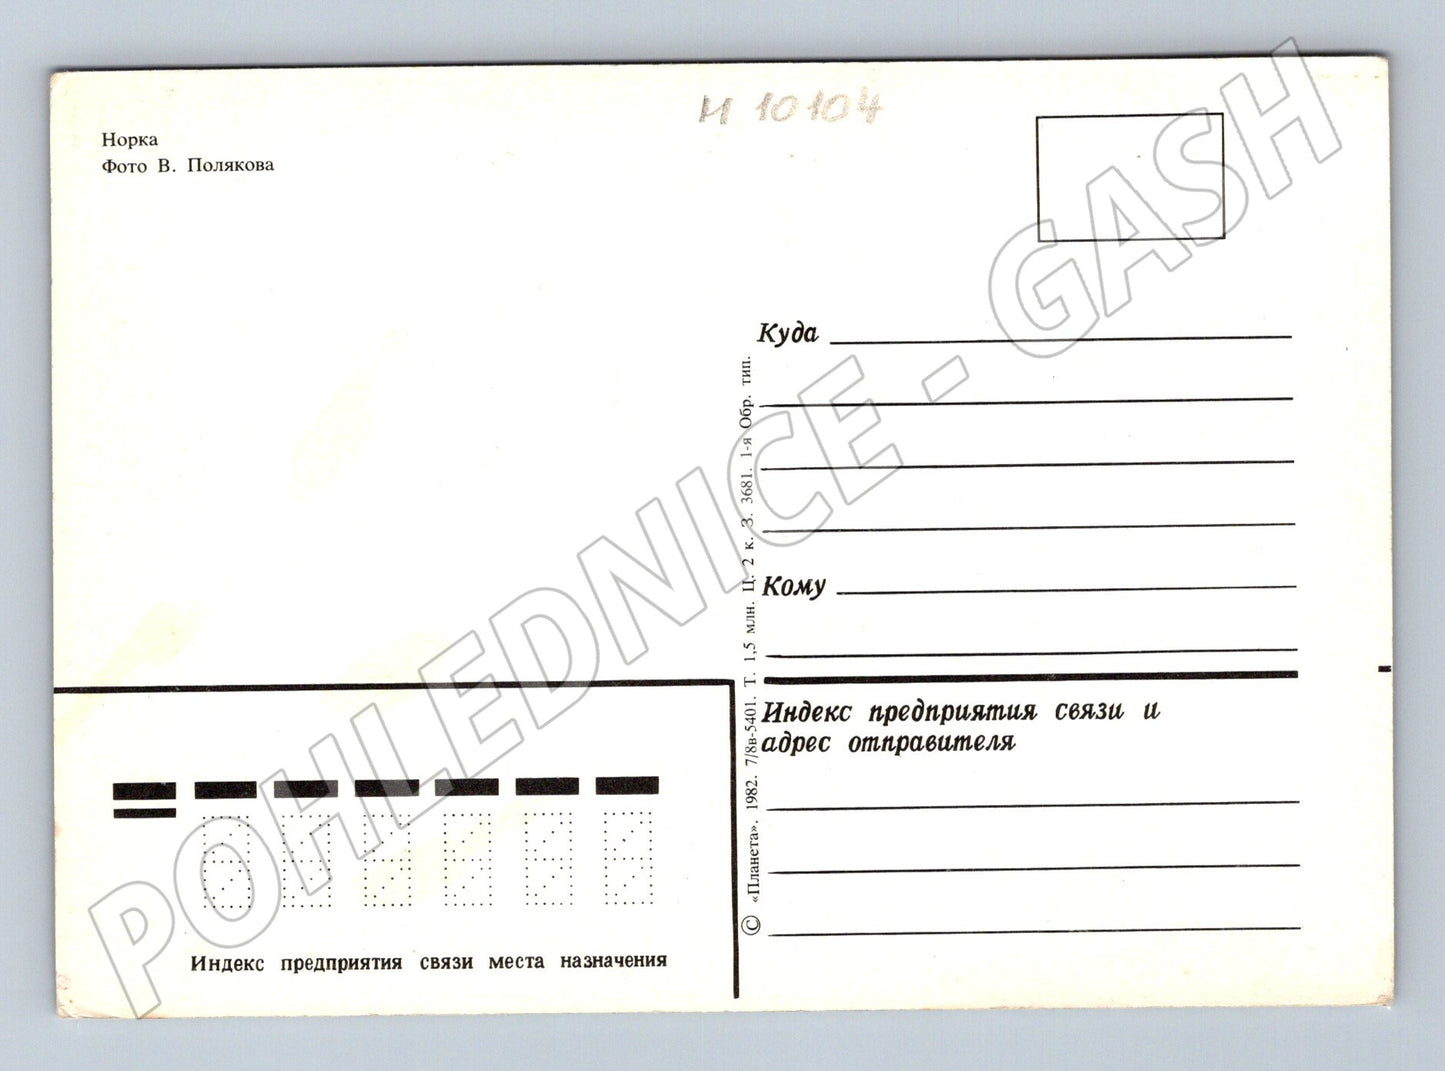 М 10104
Норка
Фото В. Полякова
Куда
Кому
Индекс предприятия связи и
адрес отправителя
© «Планета». 1982. 7/8в-5401. Т. 1,5 млн. Ц. 2 к. З. 3681. 1-я Обр. тип.
Индекс предприятия связи места назначения
POHLEDNICE - GASH